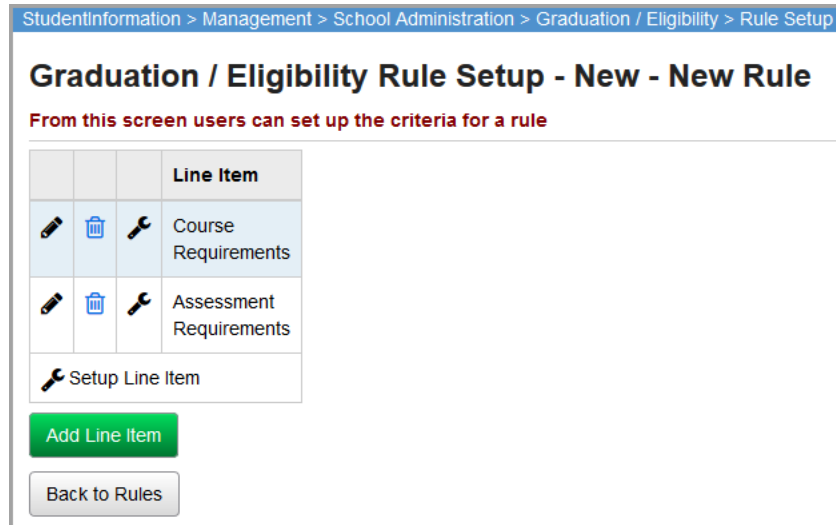 StudentInformation > Management > School Administration > Graduation / Eligibility > Rule Setup
Graduation / Eligibility Rule Setup - New - New Rule
From this screen users can set up the criteria for a rule
Line Item
Course
Requirements
Assessment
Requirements
Setup Line Item
Add Line Item
Back to Rules